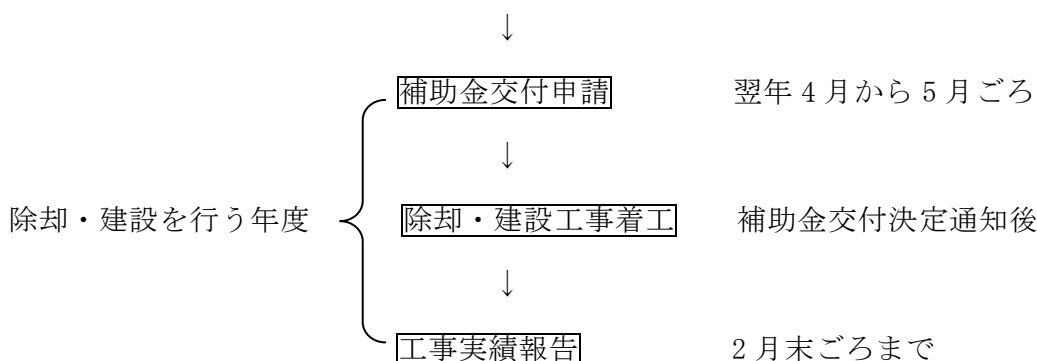 ↓
補助金交付申請 翌年4月から5月ごろ
↓
除却・建設を行う年度 除却・建設工事着工 補助金交付決定通知後
↓
工事実績報告 2月末ごろまで